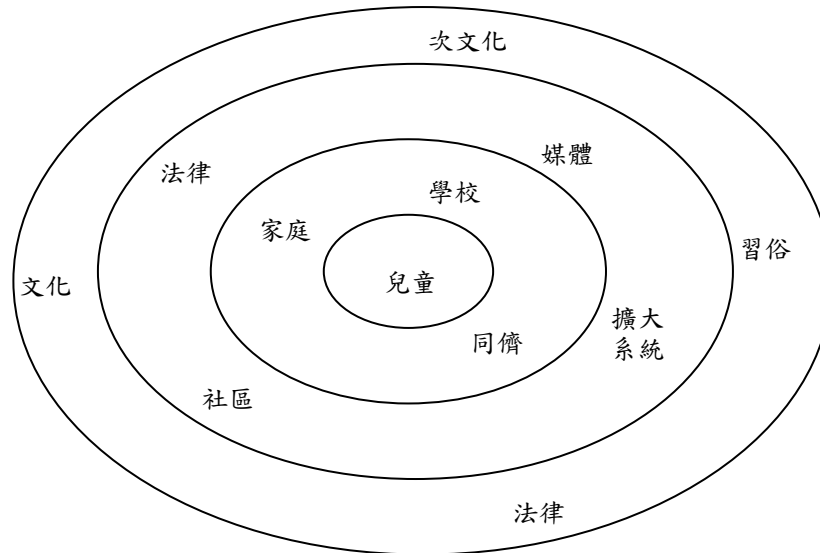 次文化
媒體
法律
學校
家庭
習俗
兒童
文化
擴大
系統
同儕
社區
法律